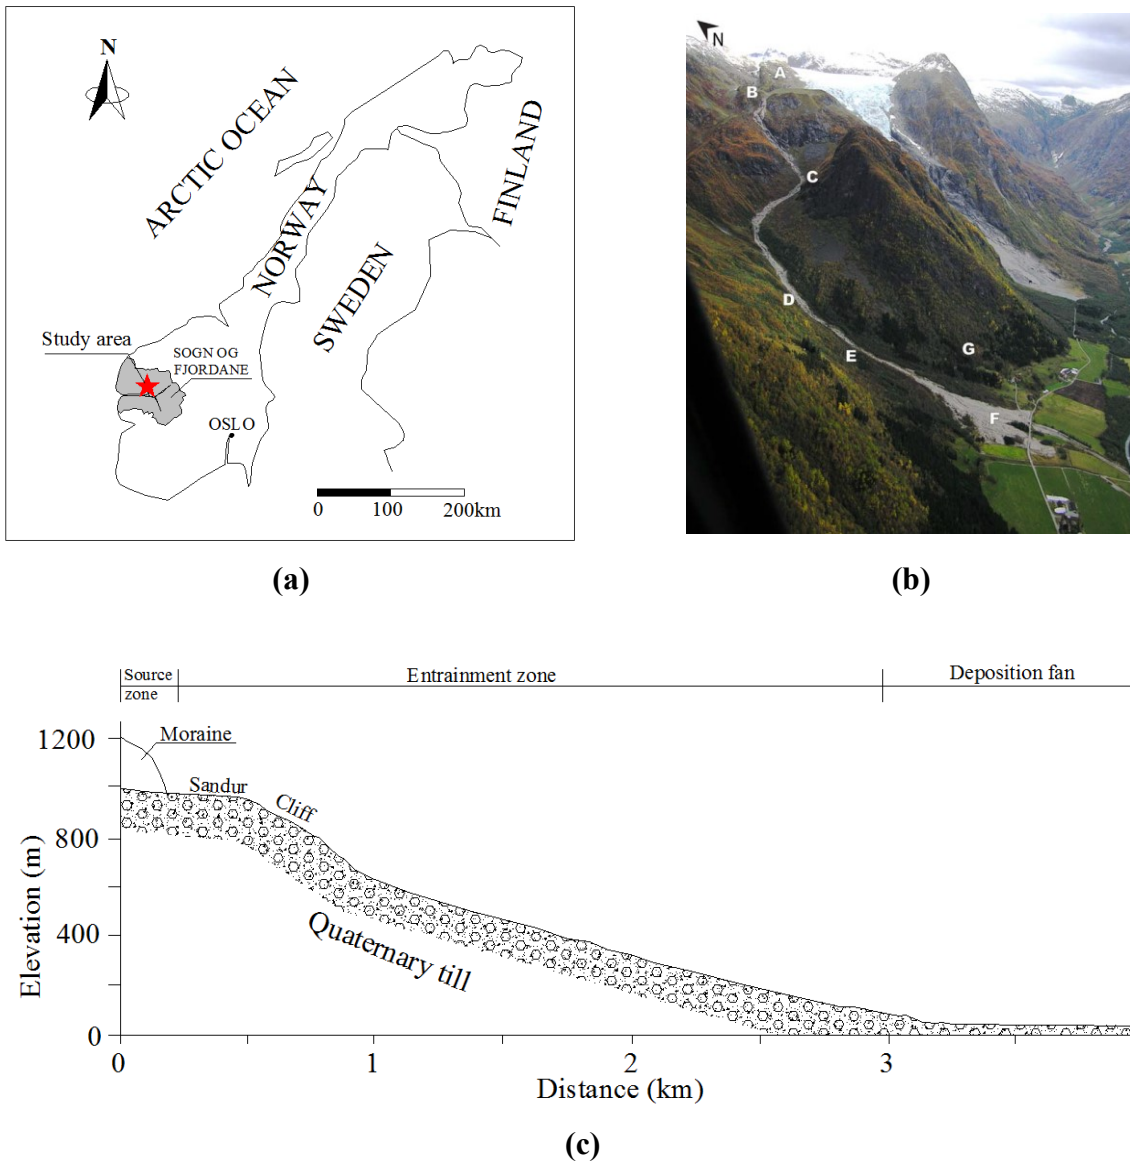 N
ARCTIC OCEAN
NORWAY
SWEDEN
FINLAND
Study area
SOGN OG
FJORDANE
OSLO
0 100 200km
(a)
N
A
B
C
D
E
G
F
(b)
Source
zone
Entrainment zone
Deposition fan
1200
Moraine
Sandur
Cliff
800
400
Quaternary till
0
Elevation (m)
0 1 2 3
Distance (km)
(c)